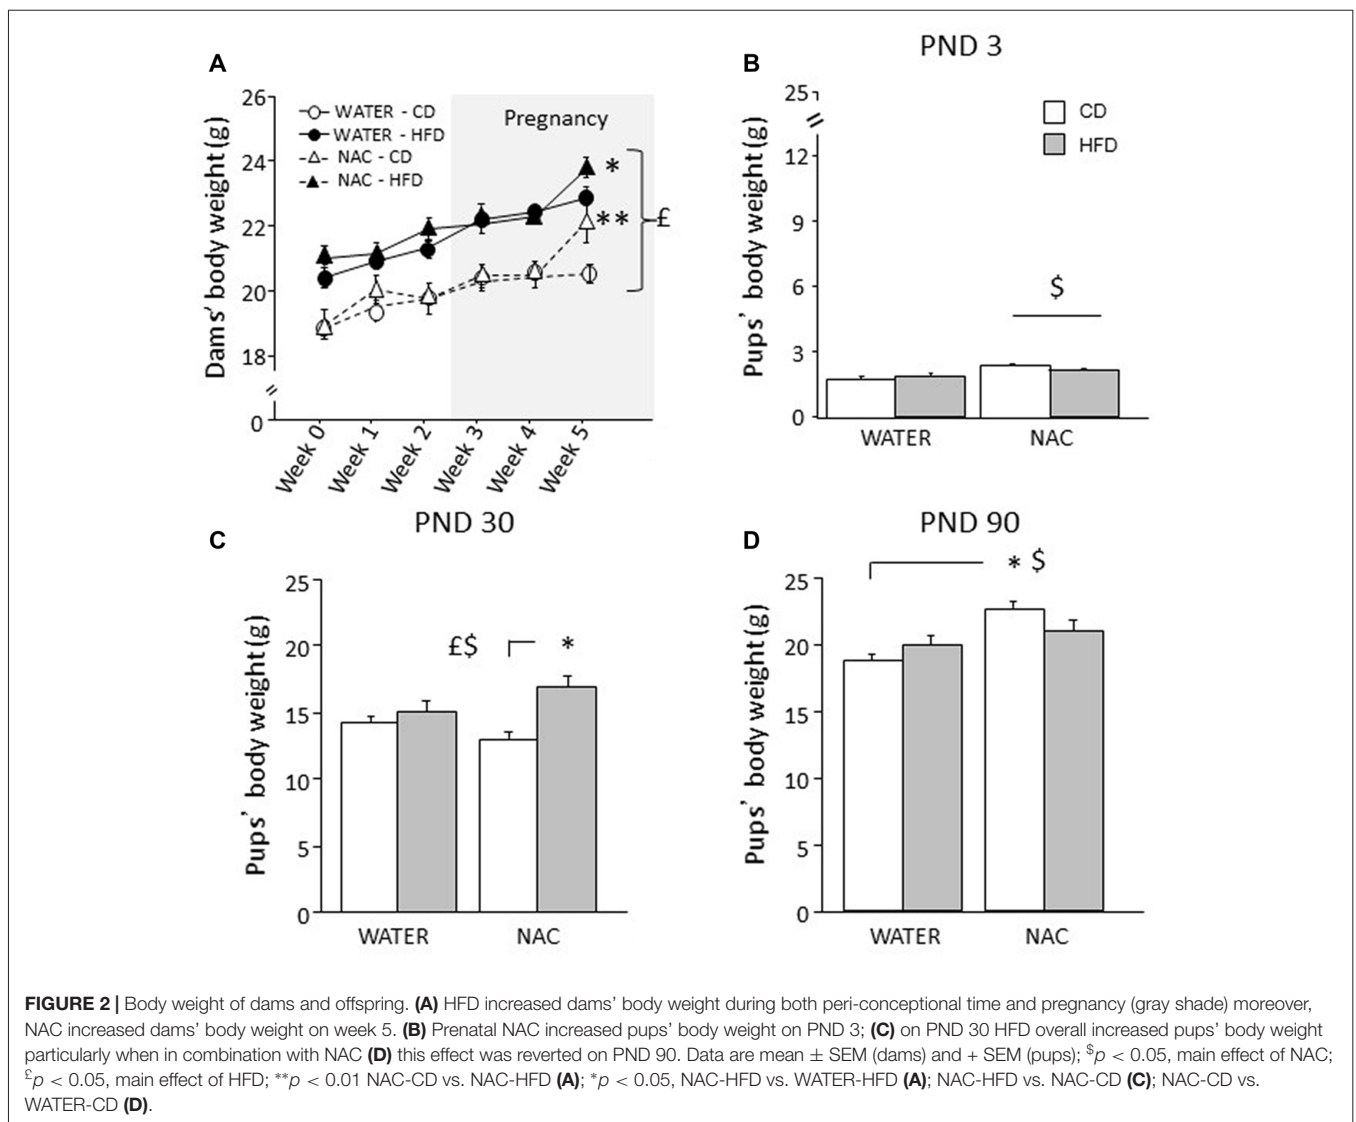 A
Dams' body weight (g)
26
24
22
20
18
0
WATER - CD
WATER - HFD
NAC - CD
NAC - HFD
Pregnancy
*
**
£
Week 0
Week 1
Week 2
Week 3
Week 4
Week 5
B
PND 3
Pups' body weight (g)
25
12
9
6
3
0
CD
HFD
$
WATER
NAC
C
PND 30
Pups' body weight (g)
25
20
15
10
5
0
£$
*
WATER
NAC
D
PND 90
Pups' body weight (g)
25
20
15
10
5
0
* $
WATER
NAC
FIGURE 2 | Body weight of dams and offspring. (A) HFD increased dams' body weight during both peri-conceptional time and pregnancy (gray shade) moreover,
NAC increased dams' body weight on week 5. (B) Prenatal NAC increased pups' body weight on PND 3; (C) on PND 30 HFD overall increased pups' body weight
particularly when in combination with NAC (D) this effect was reverted on PND 90. Data are mean ± SEM (dams) and + SEM (pups); $p < 0.05, main effect of NAC;
£p < 0.05, main effect of HFD; **p < 0.01 NAC-CD vs. NAC-HFD (A); *p < 0.05, NAC-HFD vs. WATER-HFD (A); NAC-HFD vs. NAC-CD (C); NAC-CD vs.
WATER-CD (D).